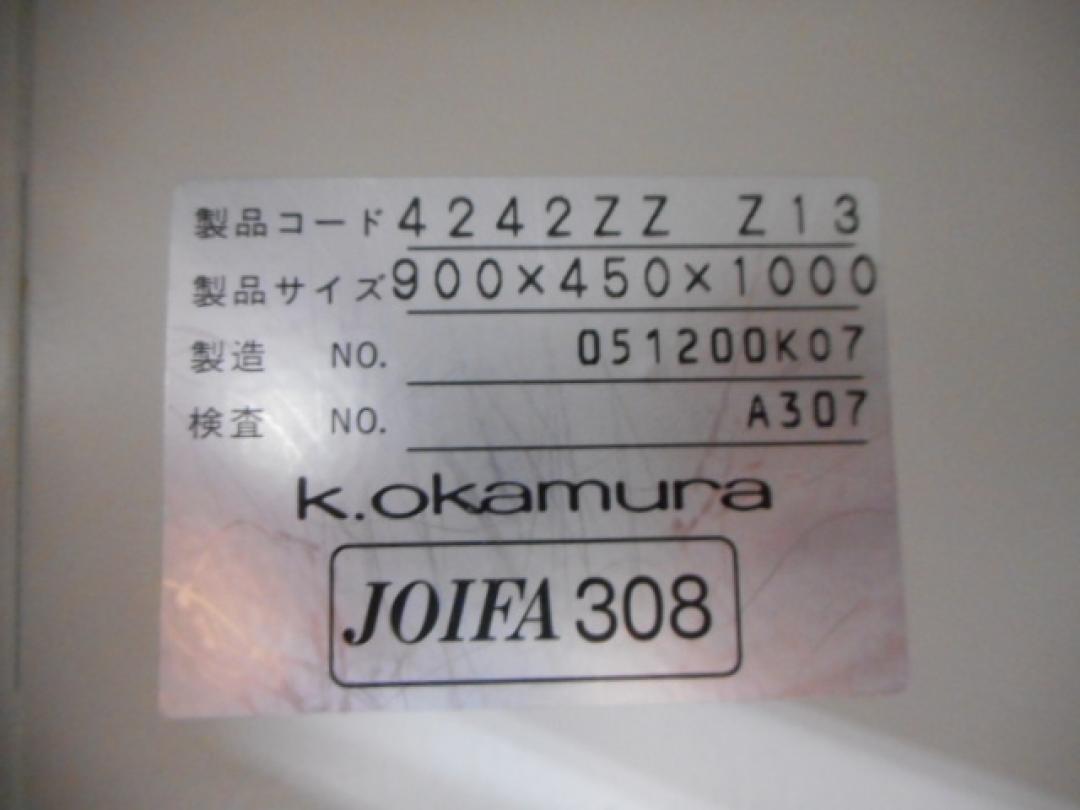 製品コード 4242ZZ Z13
製品サイズ 900×450×1000
製造 NO. 051200K07
検査 NO. A307
k.okamura
JOIFA 308